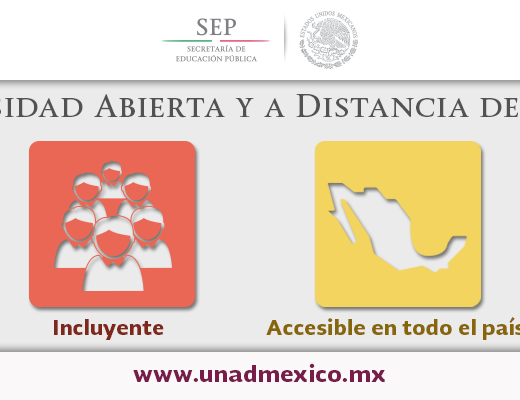 SEP
SECRETARÍA DE
EDUCACIÓN PÚBLICA
ESTADOS UNIDOS MEXICANOS
SIDAD ABIERTA Y A DISTANCIA DE
Incluyente
Accesible en todo el país
www.unadmexico.mx